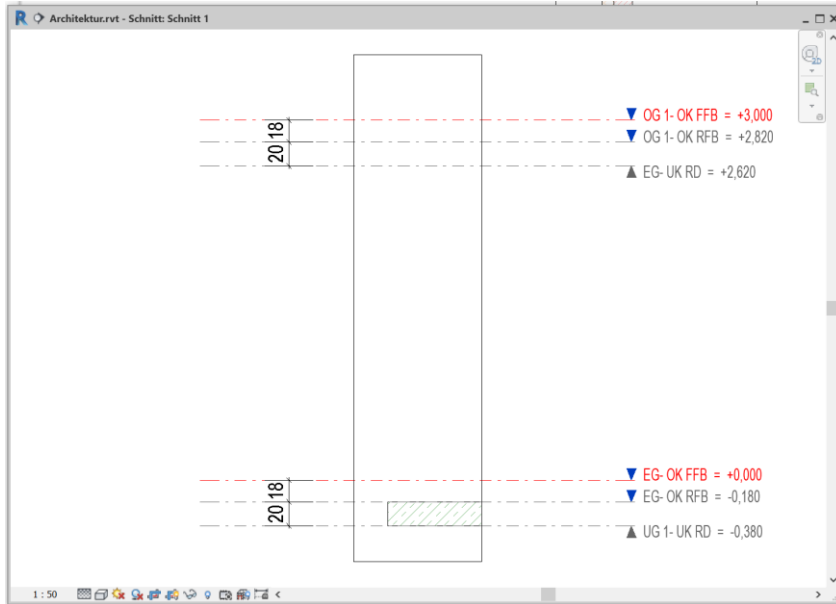 Architektur.rvt - Schnitt: Schnitt 1
2D
18
20
OG 1- OK FFB = +3,000
OG 1- OK RFB = +2,820
EG- UK RD = +2,620
18
20
EG- OK FFB = +0,000
EG- OK RFB = -0,180
UG 1- UK RD = -0,380
1 : 50